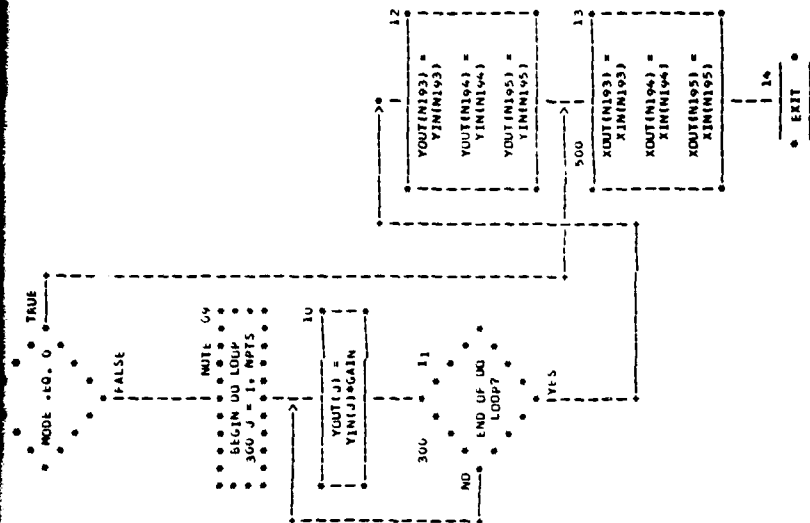 MODE .EQ. 0
TRUE
FALSE
NOTE 09
BEGIN DO LOOP
300 J = 1, NPTS
10
YOUT(J) =
YIN(J)*GAIN
300 11
END OF DO
LOOP?
NO
YES
12
YOUT(N193) =
YIN(N193)
YOUT(N194) =
YIN(N194)
YOUT(N195) =
YIN(N195)
500 13
XOUT(N193) =
XIN(N193)
XOUT(N194) =
XIN(N194)
XOUT(N195) =
XIN(N195)
14
EXIT